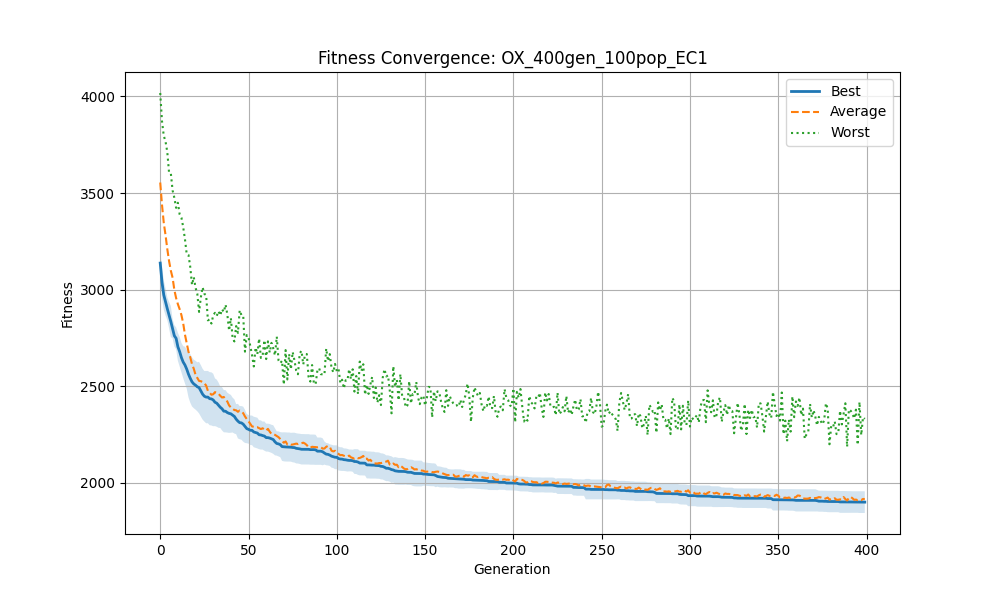 Fitness Convergence: OX_400gen_100pop_EC1
Best
Average
Worst
Fitness
4000
3500
3000
2500
2000
0 50 100 150 200 250 300 350 400
Generation